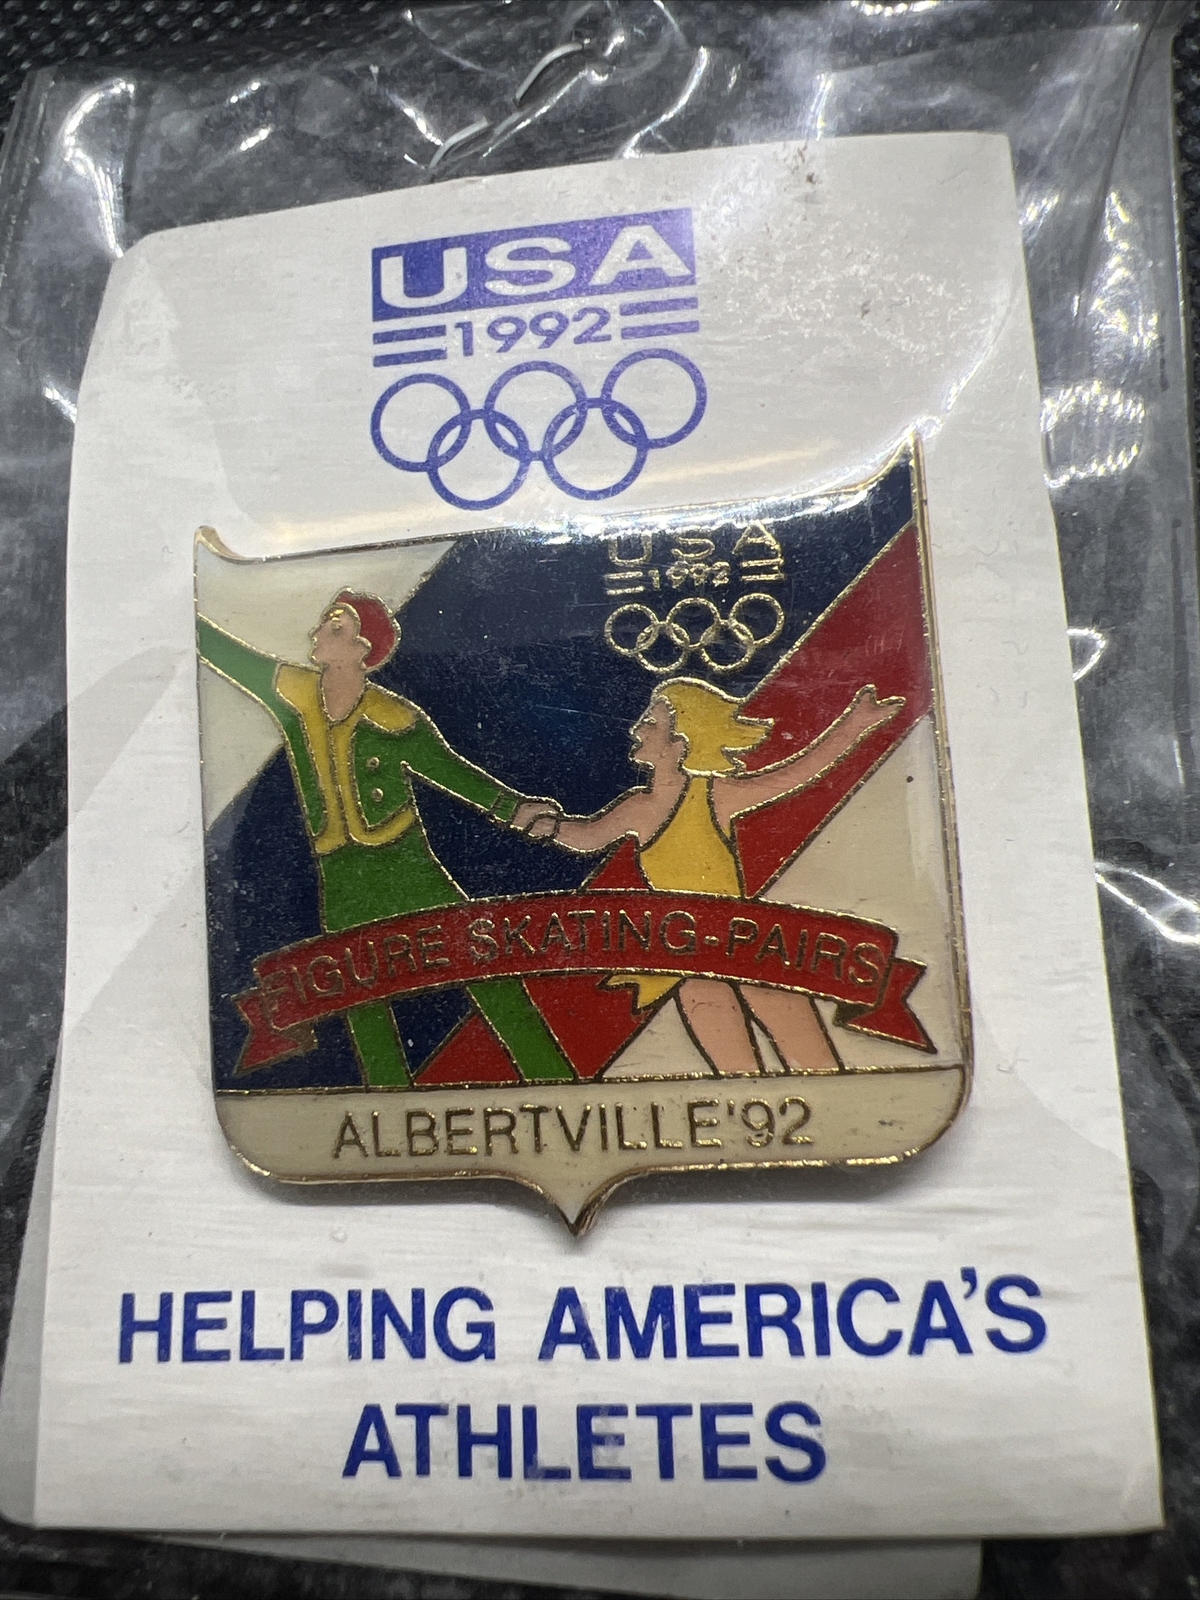 USA
1992
USA
1992
FIGURE SKATING-PAIRS
ALBERTVILLE'92
HELPING AMERICA'S
ATHLETES